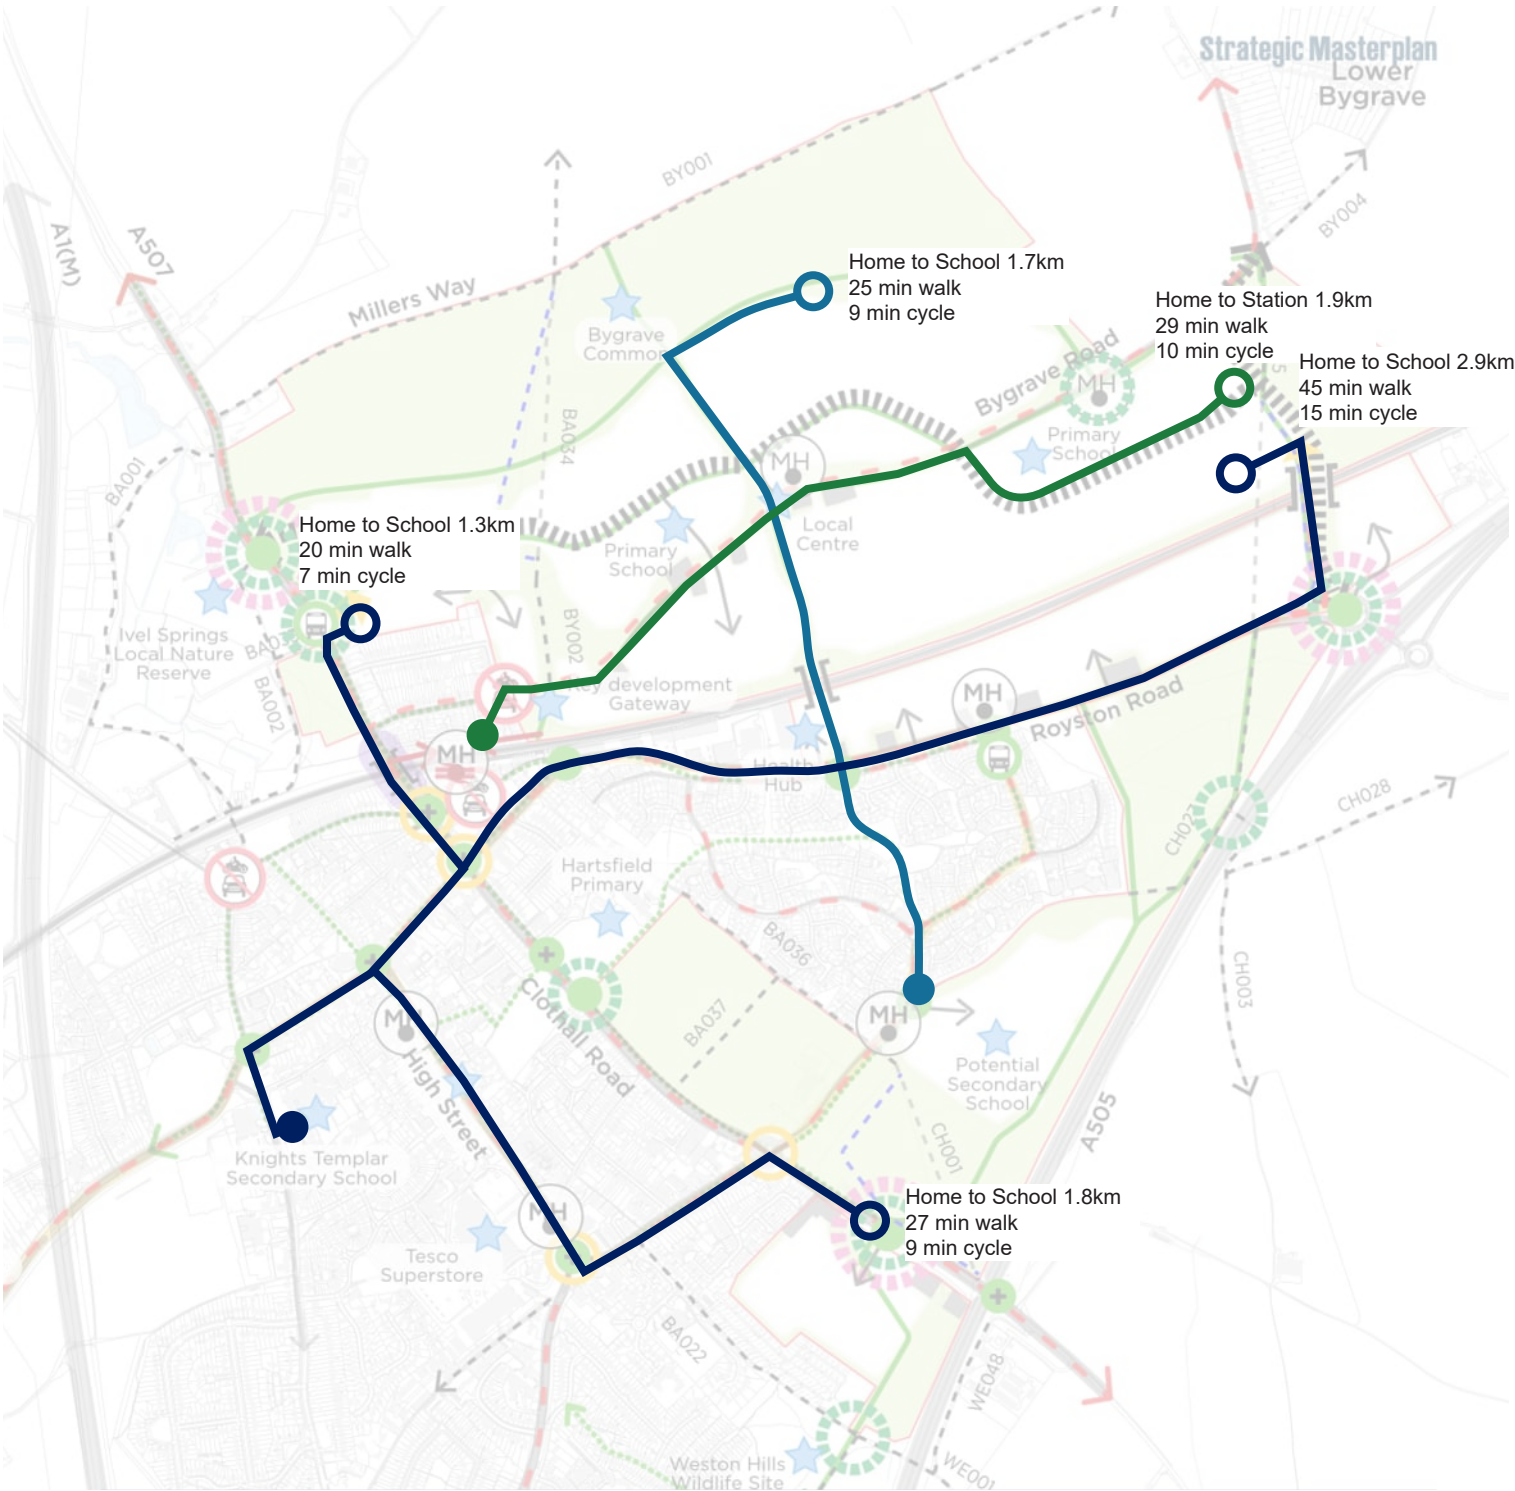 Strategic Masterplan
Lower
Bygrave
BY001
BY004
A1(M)
A507
Millers Way
Home to School 1.7km
25 min walk
9 min cycle
Home to Station 1.9km
29 min walk
10 min cycle
Home to School 2.9km
45 min walk
15 min cycle
Bygrave
Common
Bygrave Road
MH
BA034
Primary
School
MH
BA001
Home to School 1.3km
20 min walk
7 min cycle
Local
Centre
Primary
School
Ivel Springs
Local Nature
Reserve
BY002
BA002
Key development
Gateway
MH
Royston Road
MH
Health
Hub
CH028
CH027
Hartsfield
Primary
BA036
CH003
BA037
MH
MH
Clothall Road
High Street
Potential
Secondary
School
A505
CH001
Knights Templar
Secondary School
MH
Home to School 1.8km
27 min walk
9 min cycle
Tesco
Superstore
BA022
WE048
Weston Hills
Wildlife Site
WE001